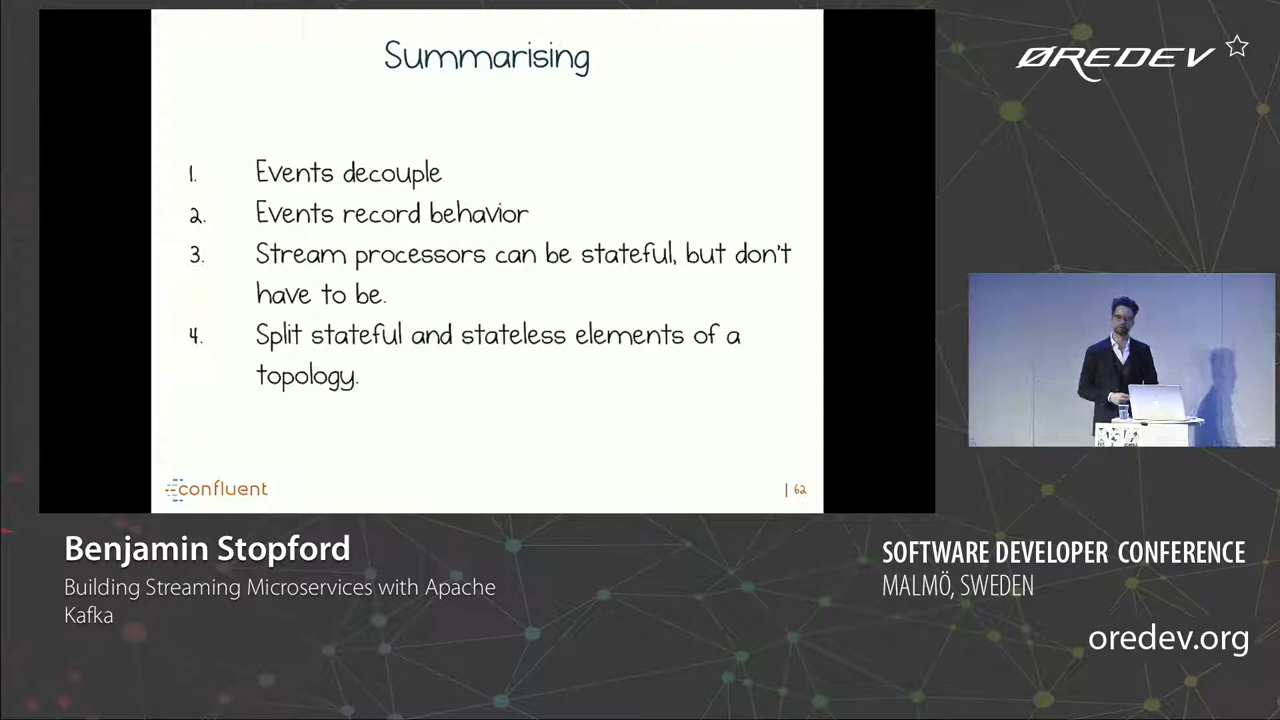 Summarising
1. Events decouple
2. Events record behavior
3. Stream processors can be stateful, but don't
have to be.
4. Split stateful and stateless elements of a
topology.
confluent
| 62
ØREDEV
Benjamin Stopford
Building Streaming Microservices with Apache
Kafka
SOFTWARE DEVELOPER CONFERENCE
MALMÖ, SWEDEN
oredev.org